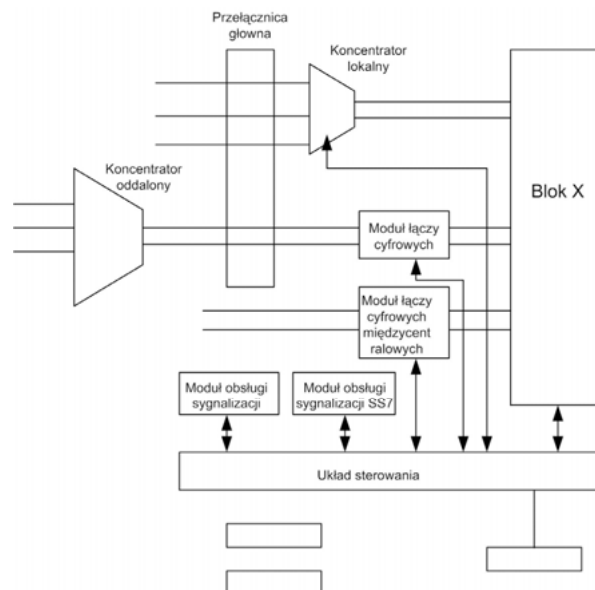 Przełącznica
głowna
Koncentrator
lokalny
Koncentrator
oddalony
Blok X
Moduł łączy
cyfrowych
Moduł łączy
cyfrowych
międzycent
ralowych
Moduł obsługi
sygnalizacji
Moduł obsługi
sygnalizacji SS7
Układ sterowania